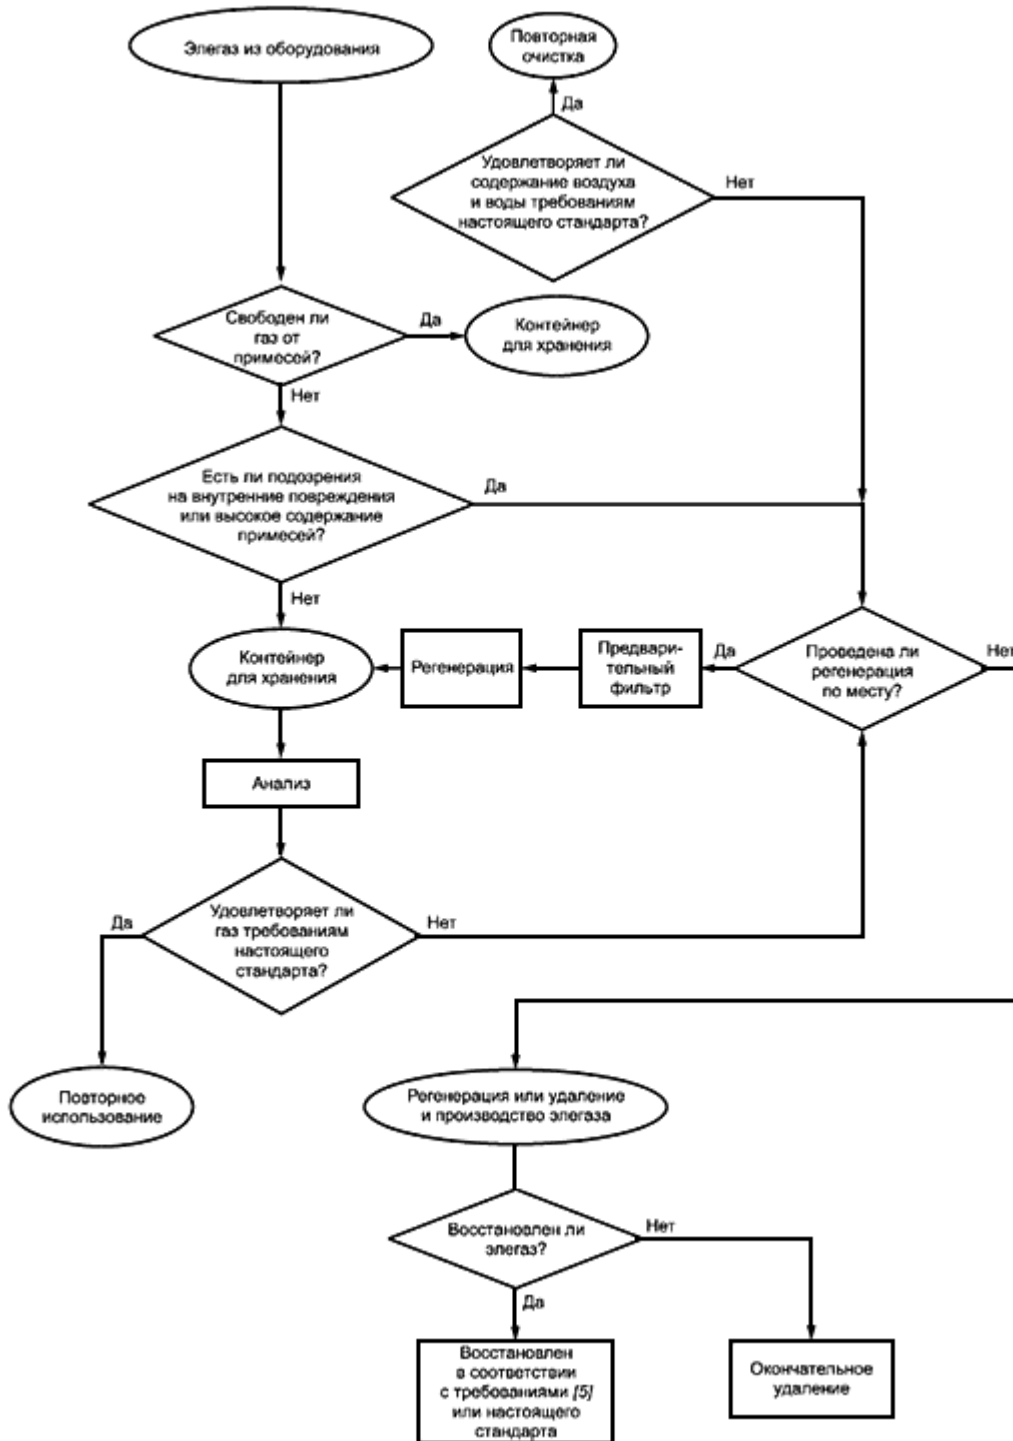 Элегаз из оборудования
Повторная
очистка
Да
Удовлетворяет ли
содержание воздуха
и воды требованиям
настоящего стандарта?
Нет
Свободен ли
газ от
примесей?
Да
Контейнер
для хранения
Нет
Есть ли подозрения
на внутренние повреждения
или высокое содержание
примесей?
Да
Нет
Контейнер
для хранения
Регенерация
Предвари-
тельный
фильтр
Да
Проведена ли
регенерация
по месту?
Нет
Анализ
Да
Удовлетворяет ли
газ требованиям
настоящего
стандарта?
Нет
Повторное
использование
Регенерация или удаление
и производство элегаза
Восстановлен ли
элегаз?
Нет
Да
Восстановлен
в соответствии
с требованиями [5]
или настоящего
стандарта
Окончательное
удаление